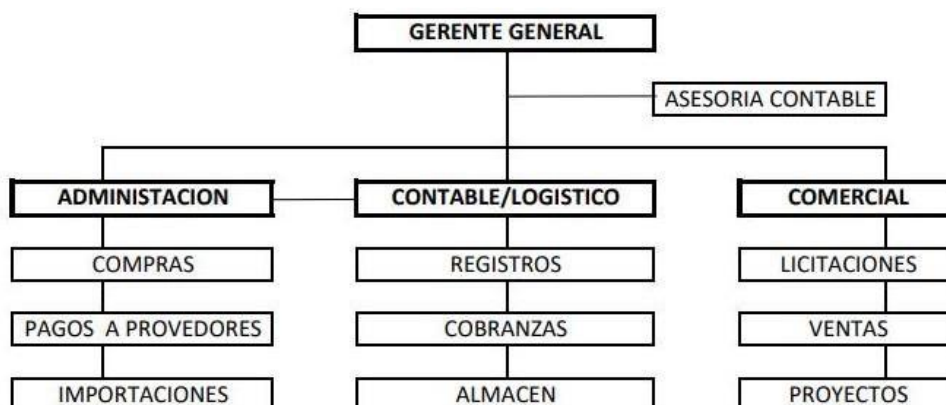 GERENTE GENERAL
ASESORIA CONTABLE
ADMINISTACION
CONTABLE/LOGISTICO
COMERCIAL
COMPRAS
REGISTROS
LICITACIONES
PAGOS A PROVEDORES
COBRANZAS
VENTAS
IMPORTACIONES
ALMACEN
PROYECTOS